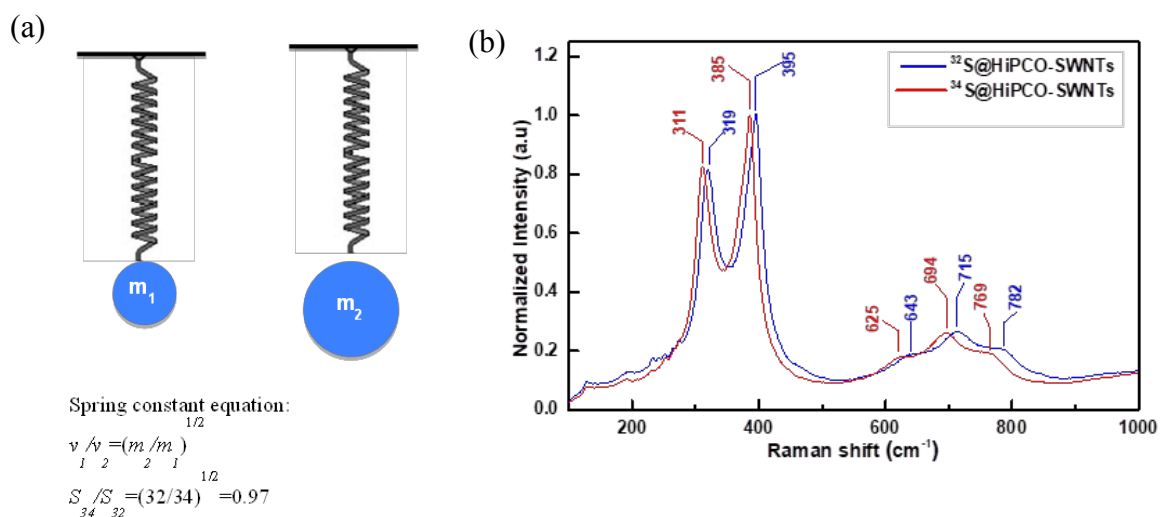 (a)
m1
m2
Spring constant equation:
v1/v2=(m2/m1)1/2
S34/S32=(32/34)1/2=0.97
(b)
Normalized Intensity (a.u)
1.2
1.0
0.8
0.6
0.4
0.2
0.0
311
319
385
395
625
643
694
715
769
782
32S@HiPCO-SWNTs
34S@HiPCO-SWNTs
200
400
600
800
1000
Raman shift (cm-1)